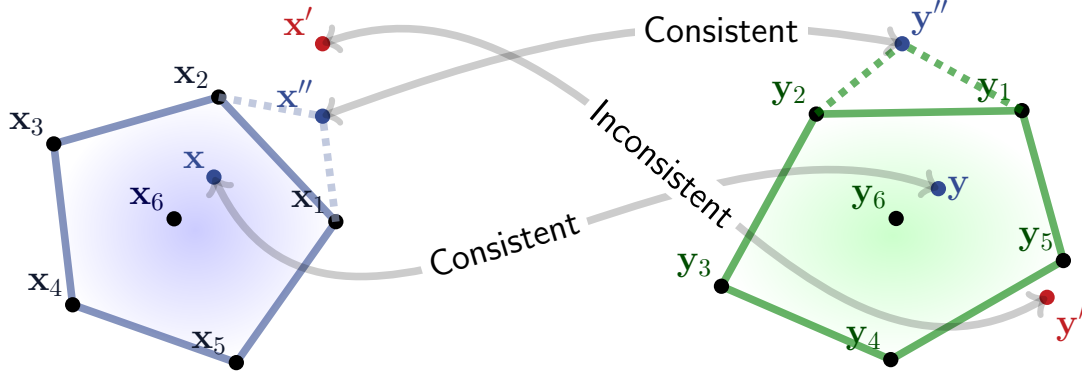 x′
y″
Consistent
x₂
x″
y₂
y₁
x₃
Inconsistent
x
x₆
x₁
y₆
y
y₅
Consistent
y₃
x₄
x₅
y₄
y′